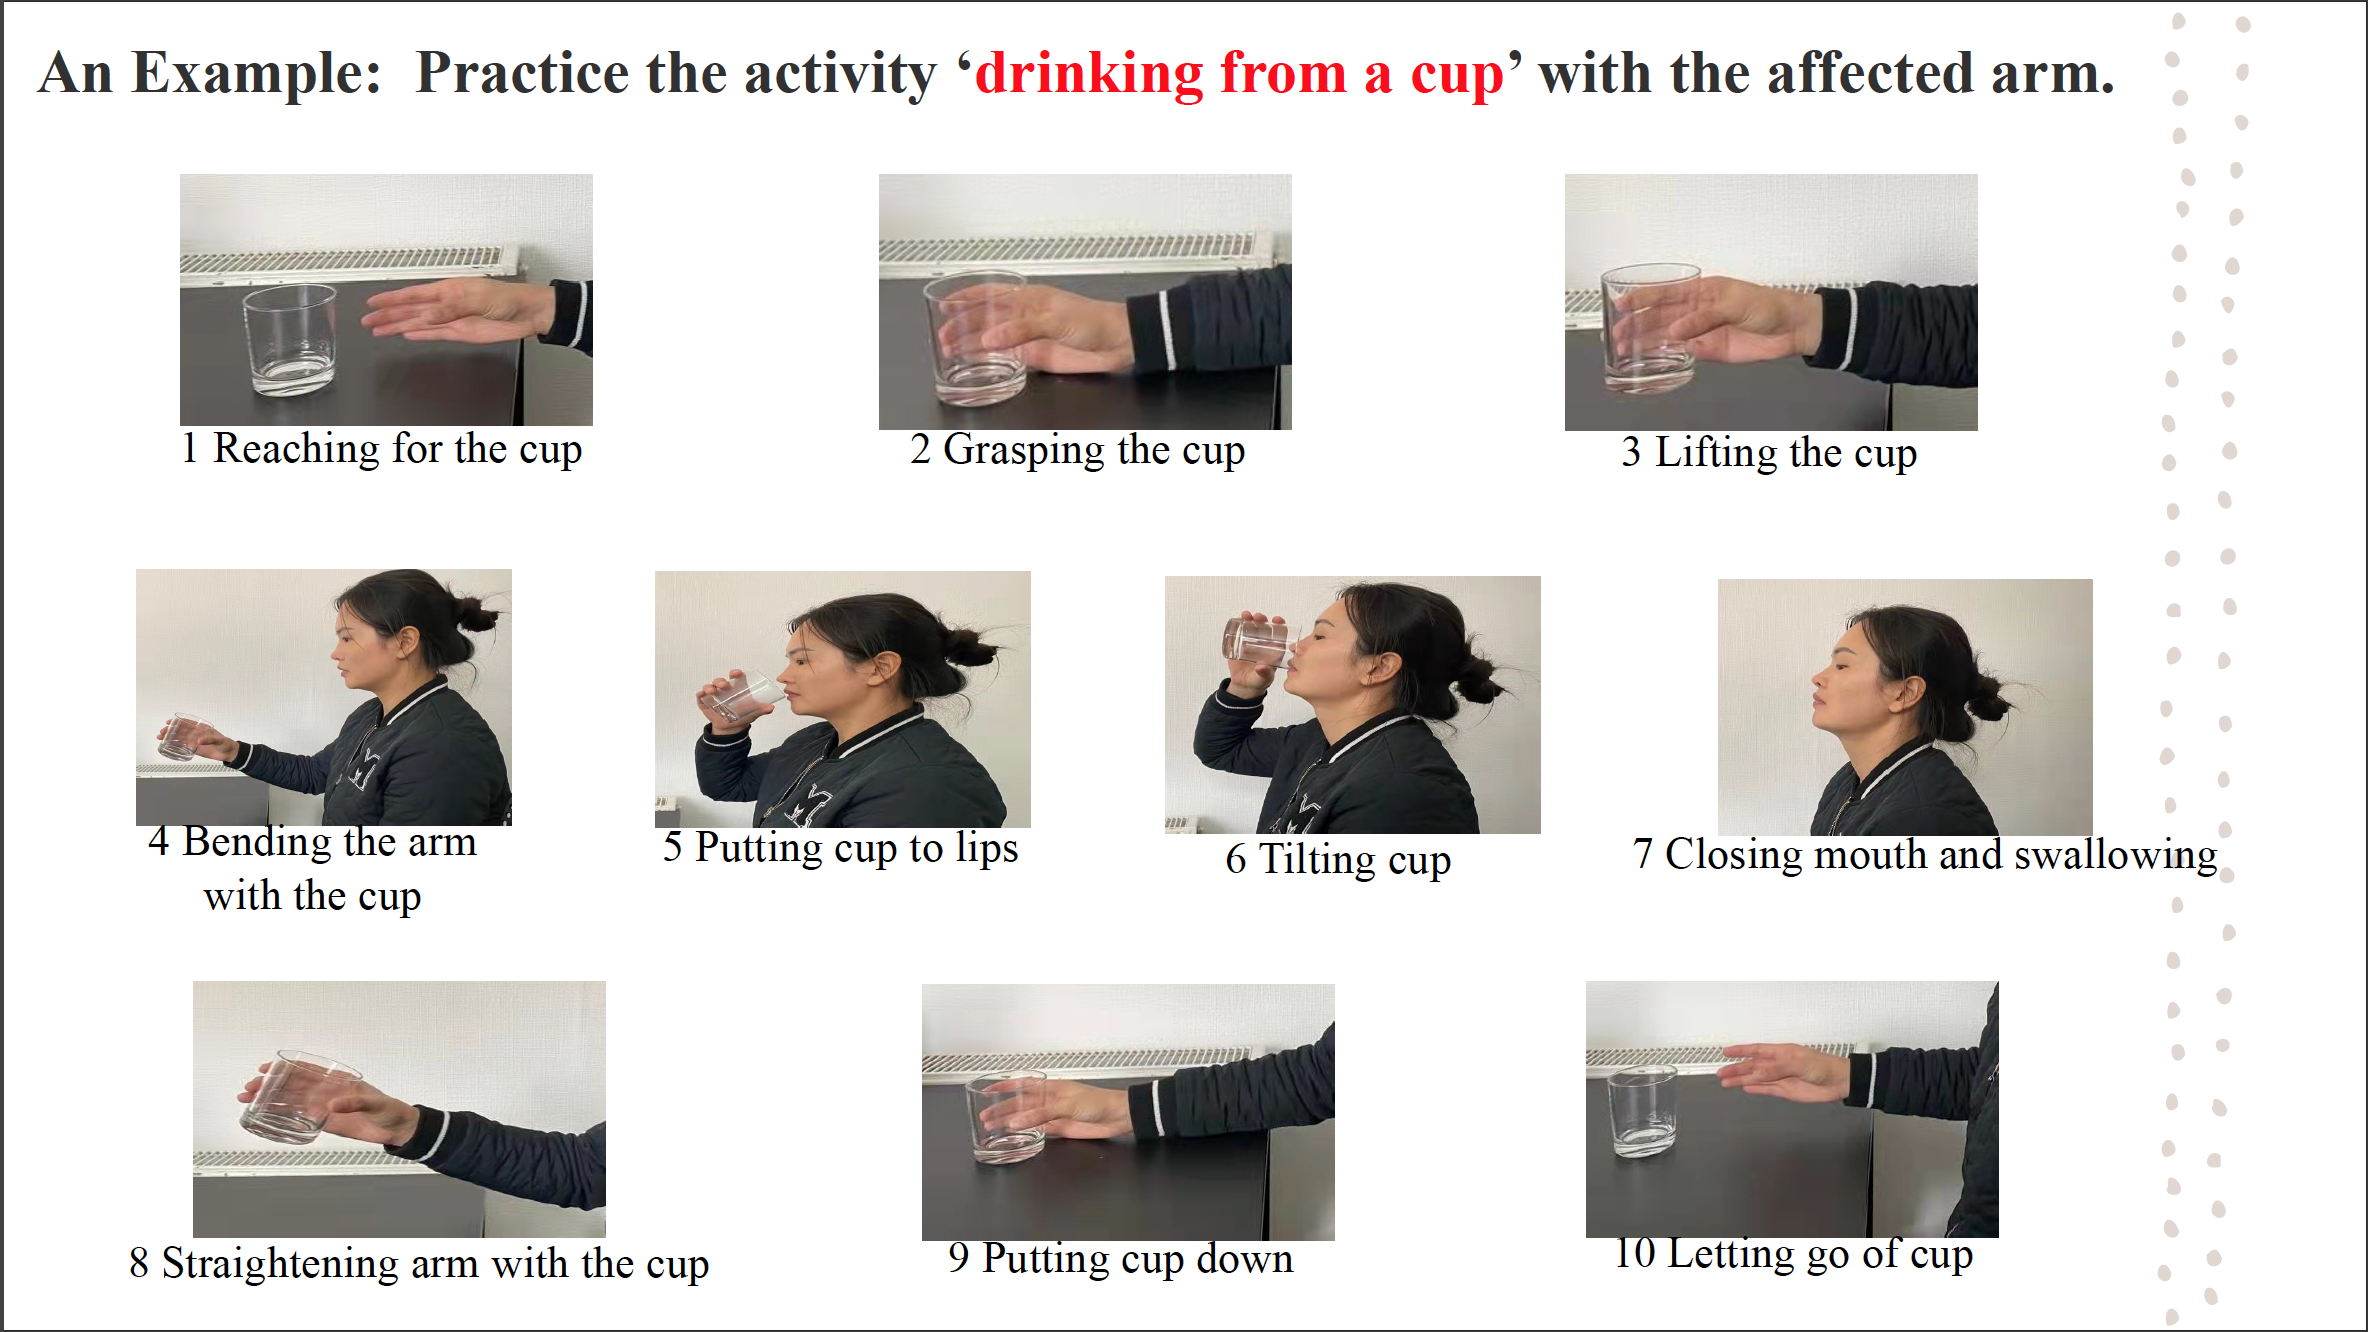 An Example: Practice the activity ‘drinking from a cup’ with the affected arm.
1 Reaching for the cup
2 Grasping the cup
3 Lifting the cup
4 Bending the arm
with the cup
5 Putting cup to lips
6 Tilting cup
7 Closing mouth and swallowing
8 Straightening arm with the cup
9 Putting cup down
10 Letting go of cup